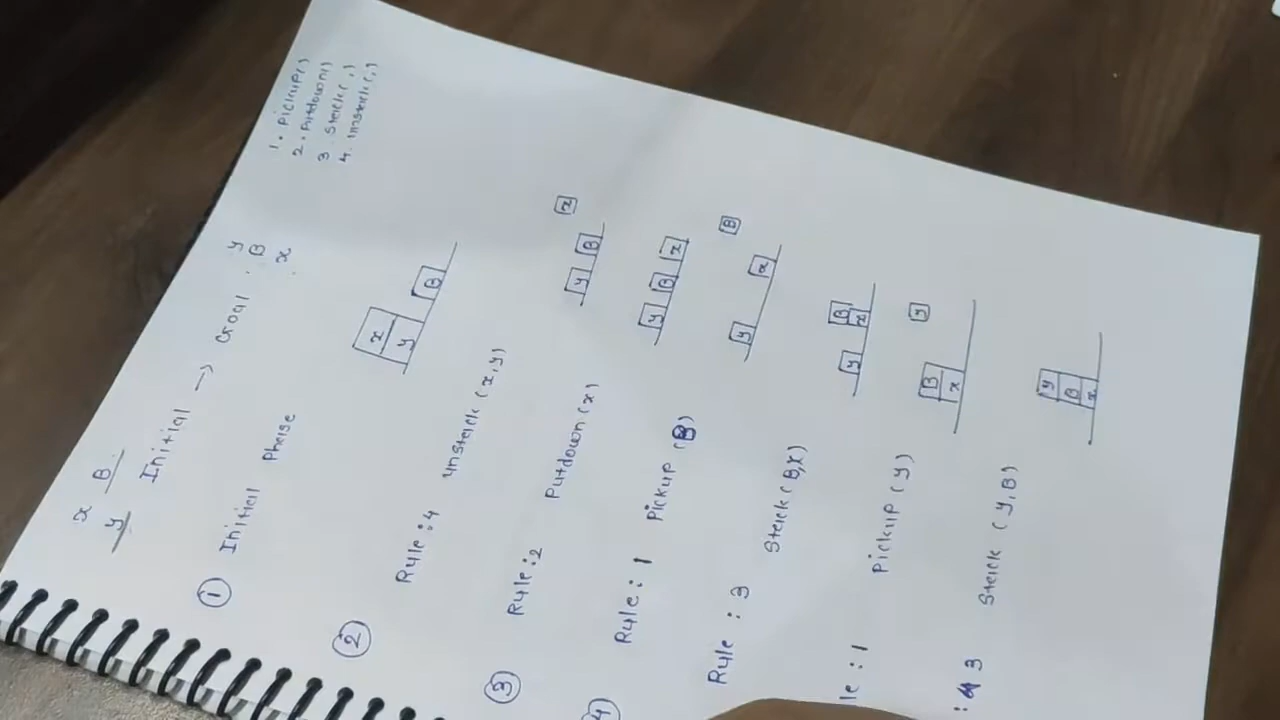 1. Pickup()
2. Putdown()
3 Stack(,)
4. Unstack(,)
x
y B.
Initial → Goal . y
B
x
① Initial Phase
x
y B
② Rule : 4 unstack (x,y)
x
y B
③ Rule : 2 Putdown (x)
y B x
4 Rule : 1 Pickup (B)
B
y x
Rule : 3 Stack (B,x)
B
y x
le : 1 Pickup (y)
y
B
x
: 3 Stack (y,B)
y
B
x